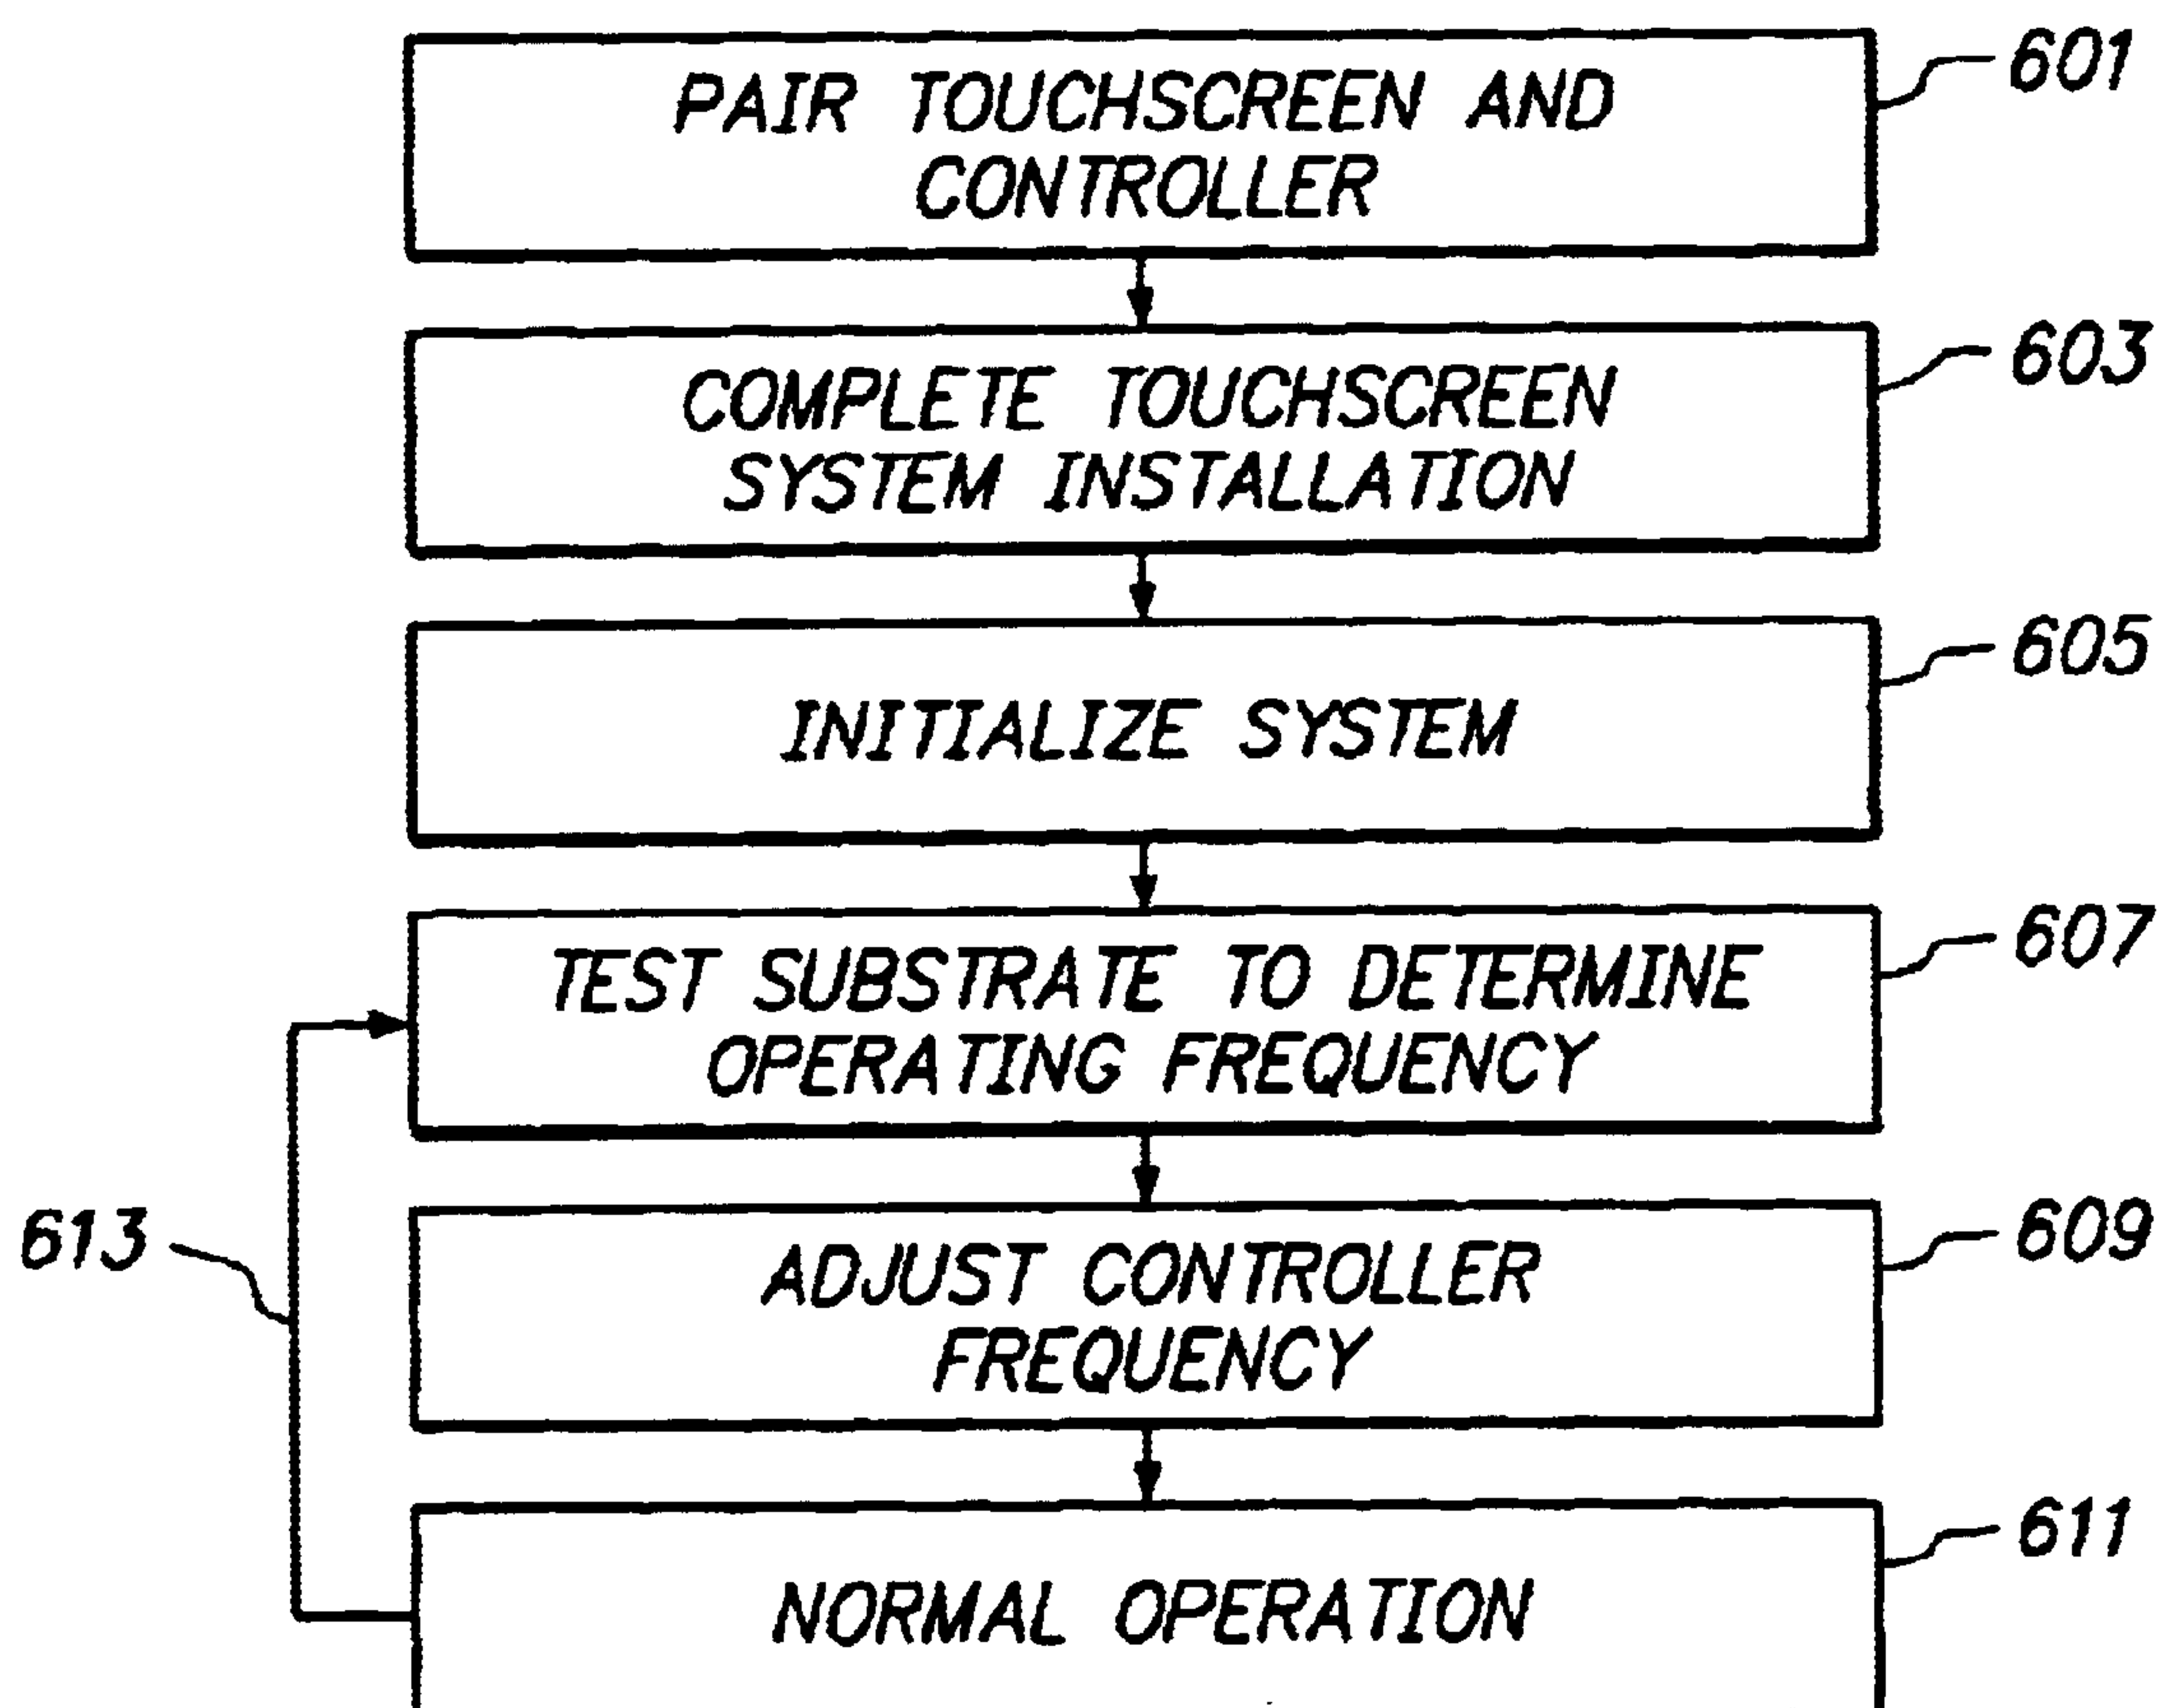 PAIR TOUCHSCREEN AND
CONTROLLER
601
COMPLETE TOUCHSCREEN
SYSTEM INSTALLATION
603
INITIALIZE SYSTEM
605
TEST SUBSTRATE TO DETERMINE
OPERATING FREQUENCY
607
ADJUST CONTROLLER
FREQUENCY
609
613
NORMAL OPERATION
611